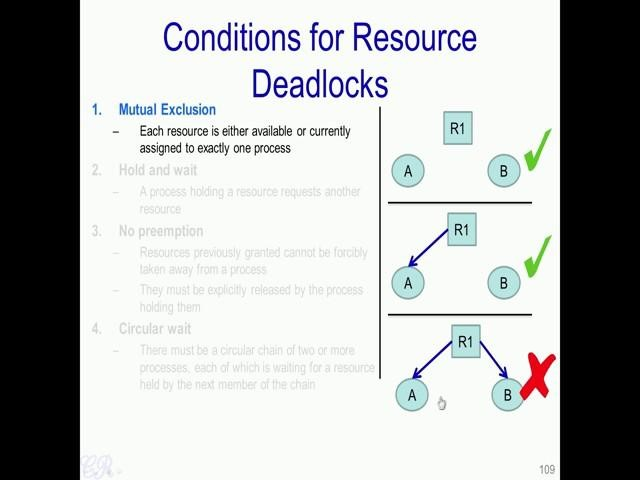 Conditions for Resource
Deadlocks
1. Mutual Exclusion
– Each resource is either available or currently
assigned to exactly one process
2. Hold and wait
– A process holding a resource requests another
resource
3. No preemption
– Resources previously granted cannot be forcibly
taken away from a process
– They must be explicitly released by the process
holding them
4. Circular wait
– There must be a circular chain of two or more
processes, each of which is waiting for a resource
held by the next member of the chain
R1
A B
R1
A B
R1
A B
CR
109